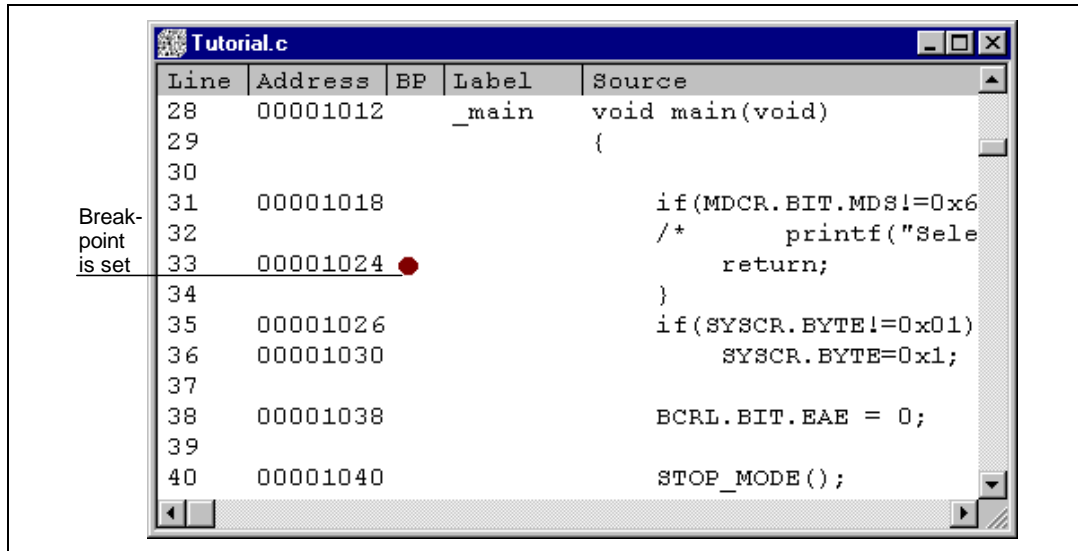 Tutorial.c
Line Address BP Label Source
28 00001012 _main void main(void)
29 {
30
31 00001018 if(MDCR.BIT.MDS!=0x6
32 /* printf("Sele
33 00001024 return;
34 }
35 00001026 if(SYSCR.BYTE!=0x01)
36 00001030 SYSCR.BYTE=0x1;
37
38 00001038 BCRL.BIT.EAE = 0;
39
40 00001040 STOP_MODE();
Break-
point
is set